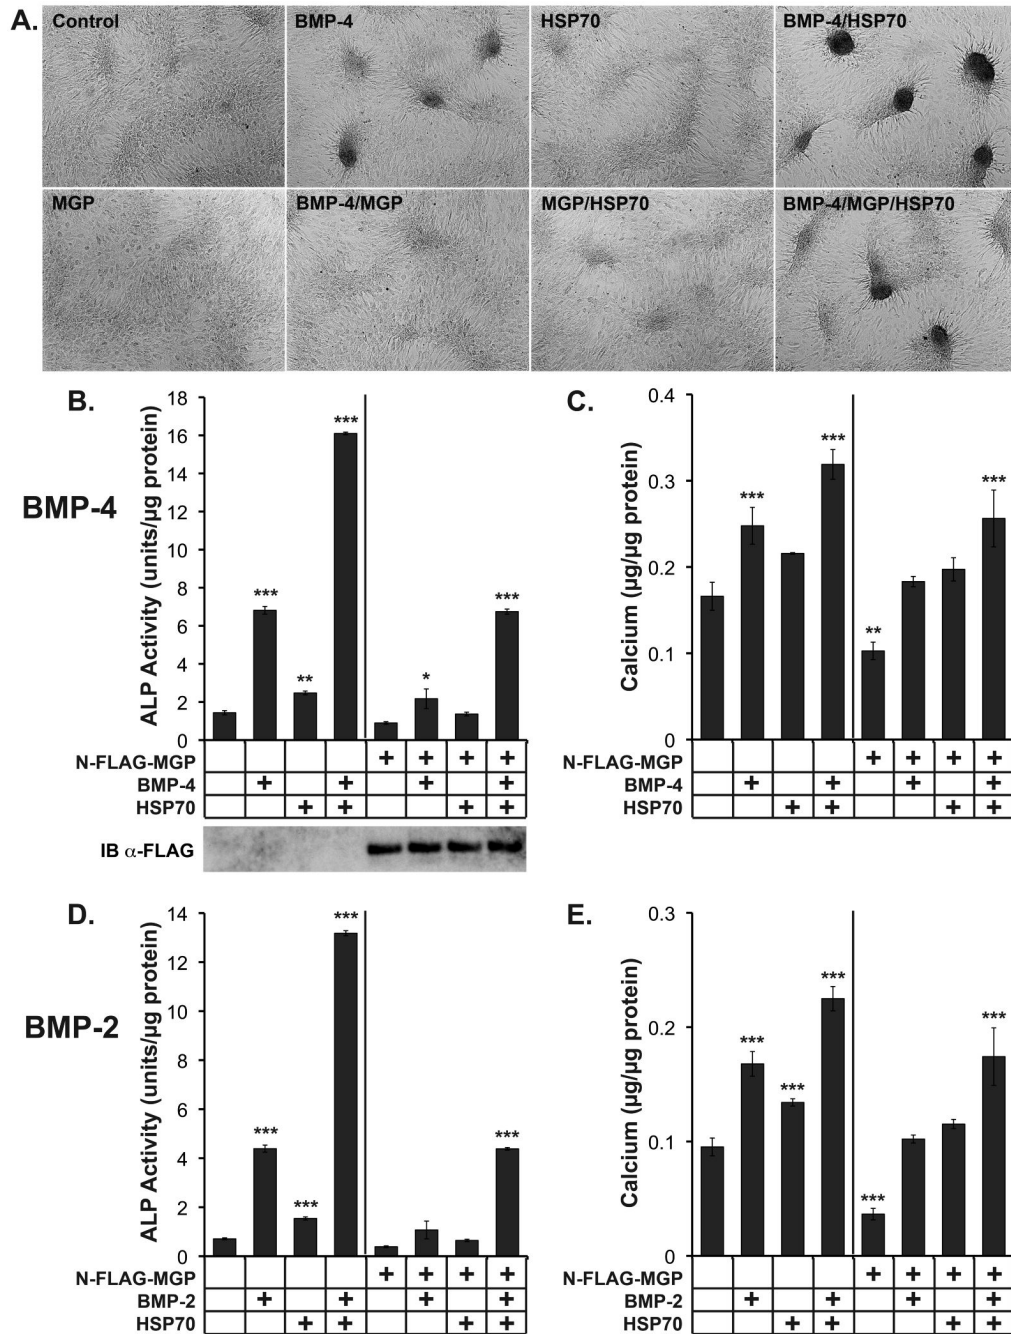 A.
Control BMP-4 HSP70 BMP-4/HSP70
MGP BMP-4/MGP MGP/HSP70 BMP-4/MGP/HSP70
BMP-4
B.
ALP Activity (units/µg protein)
18
16
14
12
10
8
6
4
2
0
*** ** *** * ***
N-FLAG-MGP + + + +
BMP-4 + + + +
HSP70 + + + +
IB α-FLAG
C.
Calcium (µg/µg protein)
0.4
0.3
0.2
0.1
0
*** *** ** ***
N-FLAG-MGP + + + +
BMP-4 + + + +
HSP70 + + + +
BMP-2
D.
ALP Activity (units/µg protein)
14
12
10
8
6
4
2
0
*** *** *** ***
N-FLAG-MGP + + + +
BMP-2 + + + +
HSP70 + + + +
E.
Calcium (µg/µg protein)
0.3
0.2
0.1
0
*** *** *** *** ***
N-FLAG-MGP + + + +
BMP-2 + + + +
HSP70 + + + +